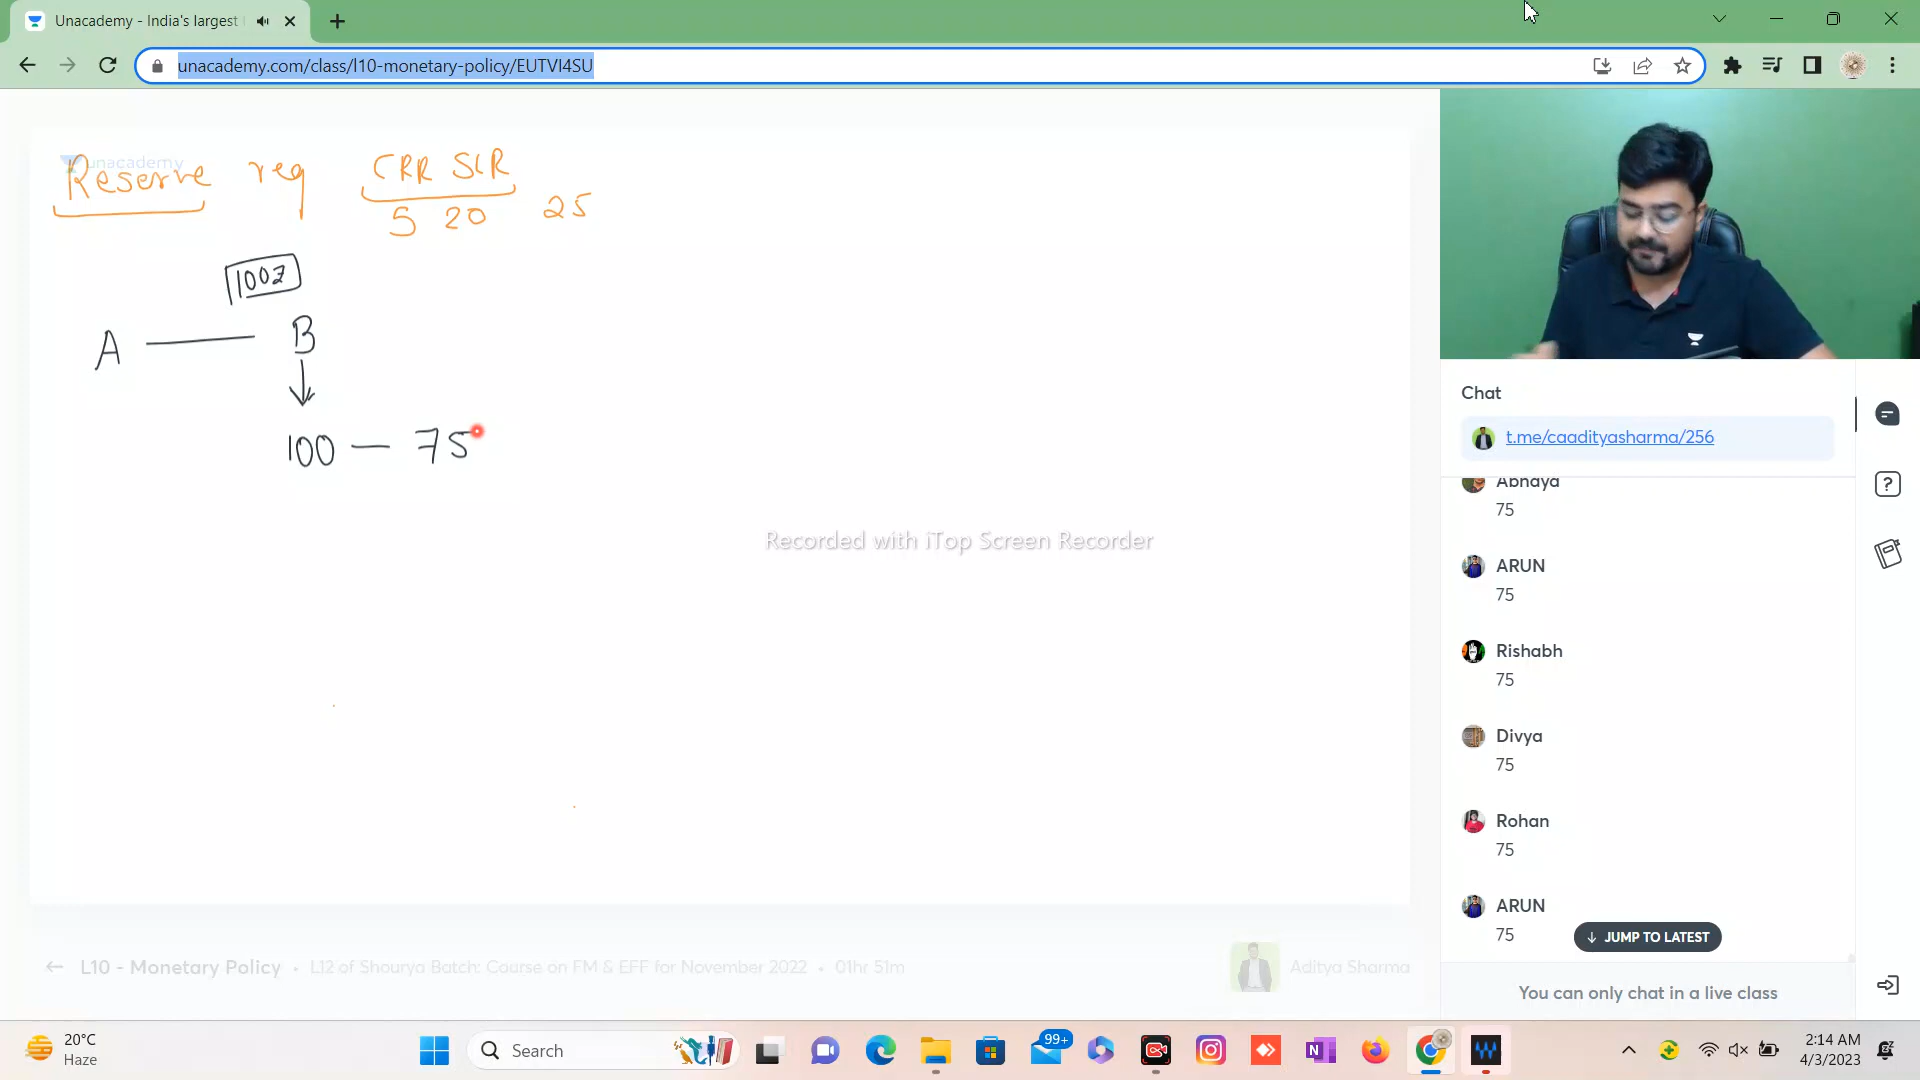 Unacademy - India's largest
unacademy.com/class/l10-monetary-policy/EUTVI4SU
unacademy
Reserve req CRR SLR
5 20 25
A B
100 — 75
Recorded with iTop Screen Recorder
L10 - Monetary Policy • L12 of Shourya Batch: Course on FM & EFF for November 2022 • 01hr 51m
Aditya Sharma
Chat
t.me/caadityasharma/256
Abhaya
75
ARUN
75
Rishabh
75
Divya
75
Rohan
75
ARUN
75
JUMP TO LATEST
You can only chat in a live class
20°C
Haze
Search
99+
2:14 AM
4/3/2023